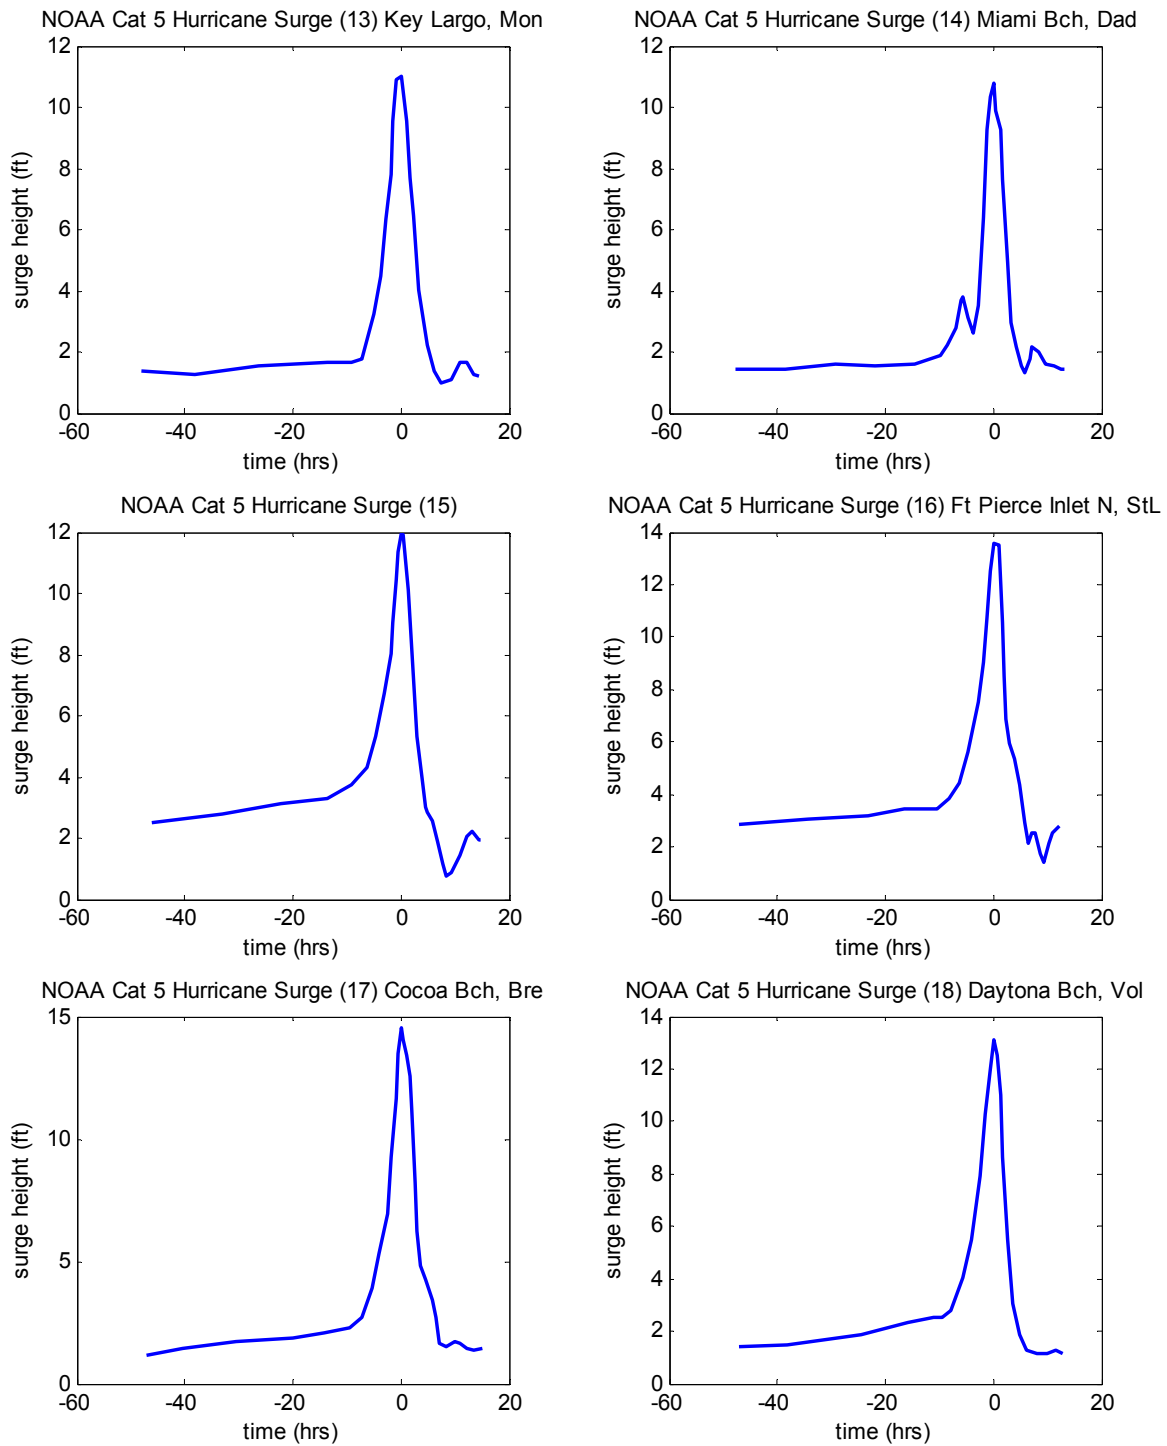 NOAA Cat 5 Hurricane Surge (13) Key Largo, Mon
12
10
8
6
4
2
0
surge height (ft)
-60 -40 -20 0 20
time (hrs)
NOAA Cat 5 Hurricane Surge (14) Miami Bch, Dad
12
10
8
6
4
2
0
surge height (ft)
-60 -40 -20 0 20
time (hrs)
NOAA Cat 5 Hurricane Surge (15)
12
10
8
6
4
2
0
surge height (ft)
-60 -40 -20 0 20
time (hrs)
NOAA Cat 5 Hurricane Surge (16) Ft Pierce Inlet N, StL
14
12
10
8
6
4
2
0
surge height (ft)
-60 -40 -20 0 20
time (hrs)
NOAA Cat 5 Hurricane Surge (17) Cocoa Bch, Bre
15
10
5
0
surge height (ft)
-60 -40 -20 0 20
time (hrs)
NOAA Cat 5 Hurricane Surge (18) Daytona Bch, Vol
14
12
10
8
6
4
2
0
surge height (ft)
-60 -40 -20 0 20
time (hrs)